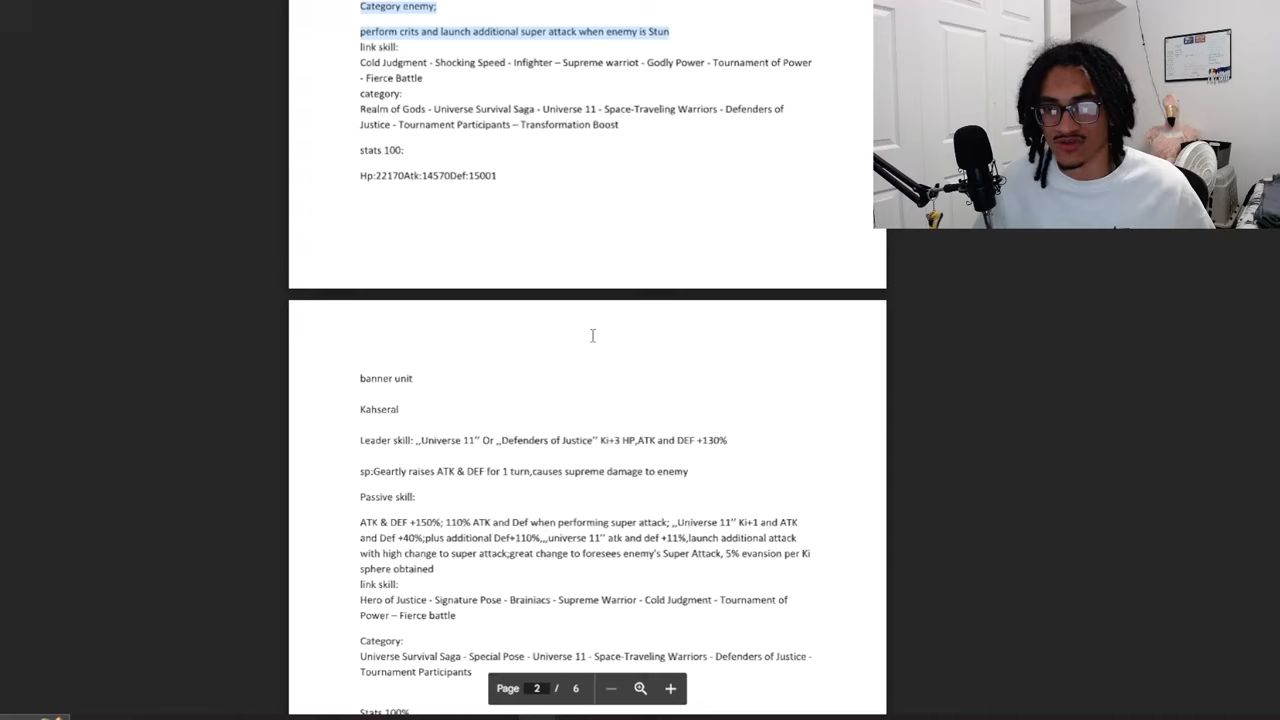 Category enemy;
perform crits and launch additional super attack when enemy is Stun
link skill:
Cold Judgment - Shocking Speed - Infighter – Supreme warriot - Godly Power - Tournament of Power
- Fierce Battle
category:
Realm of Gods - Universe Survival Saga - Universe 11 - Space-Traveling Warriors - Defenders of
Justice - Tournament Participants – Transformation Boost
stats 100:
Hp:22170Atk:14570Def:15001
banner unit
Kahseral
Leader skill: ,,Universe 11'' Or ,,Defenders of Justice'' Ki+3 HP,ATK and DEF +130%
sp:Geartly raises ATK & DEF for 1 turn,causes supreme damage to enemy
Passive skill:
ATK & DEF +150%; 110% ATK and Def when performing super attack; ,,Universe 11'' Ki+1 and ATK
and Def +40%;plus additional Def+110%,,,universe 11'' atk and def +11%,launch additional attack
with high change to super attack;great change to foresees enemy's Super Attack, 5% evansion per Ki
sphere obtained
link skill:
Hero of Justice - Signature Pose - Brainiacs - Supreme Warrior - Cold Judgment - Tournament of
Power – Fierce battle
Category:
Universe Survival Saga - Special Pose - Universe 11 - Space-Traveling Warriors - Defenders of Justice -
Tournament Participants
Stats 100%
Page 2 / 6